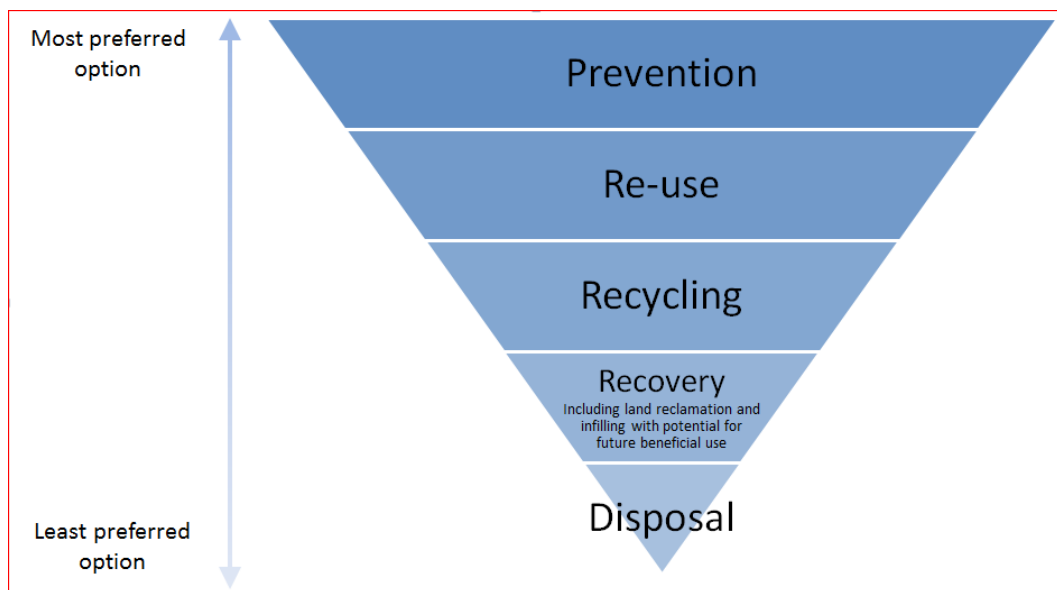 Most preferred
option
Prevention
Re-use
Recycling
Recovery
Including land reclamation and
infilling with potential for
future beneficial use
Disposal
Least preferred
option